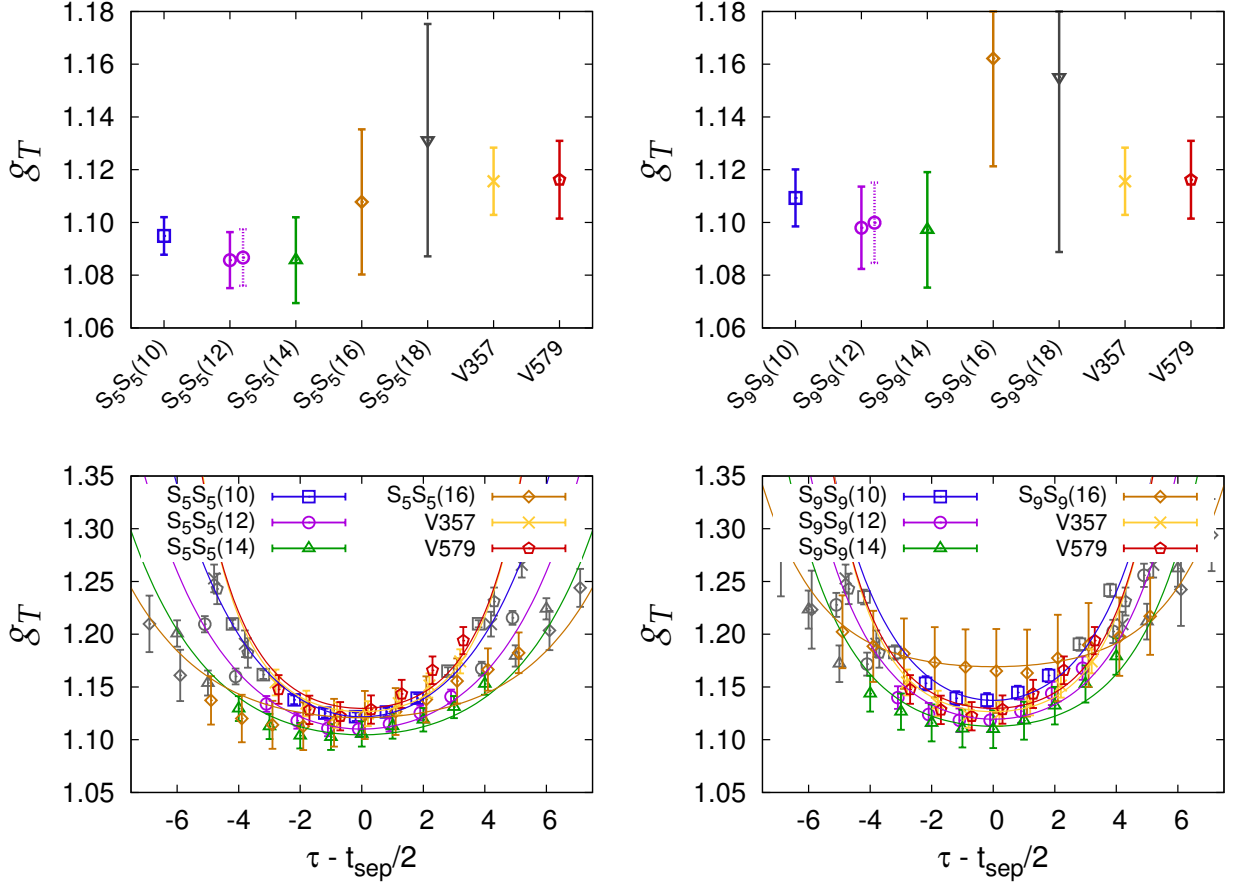 g_T
1.18
1.16
1.14
1.12
1.10
1.08
1.06
S5S5(10)
S5S5(12)
S5S5(14)
S5S5(16)
S5S5(18)
V357
V579
g_T
1.18
1.16
1.14
1.12
1.10
1.08
1.06
S9S9(10)
S9S9(12)
S9S9(14)
S9S9(16)
S9S9(18)
V357
V579
g_T
1.35
1.30
1.25
1.20
1.15
1.10
1.05
S5S5(10)
S5S5(12)
S5S5(14)
S5S5(16)
V357
V579
-6 -4 -2 0 2 4 6
τ - t_sep/2
g_T
1.35
1.30
1.25
1.20
1.15
1.10
1.05
S9S9(10)
S9S9(12)
S9S9(14)
S9S9(16)
V357
V579
-6 -4 -2 0 2 4 6
τ - t_sep/2